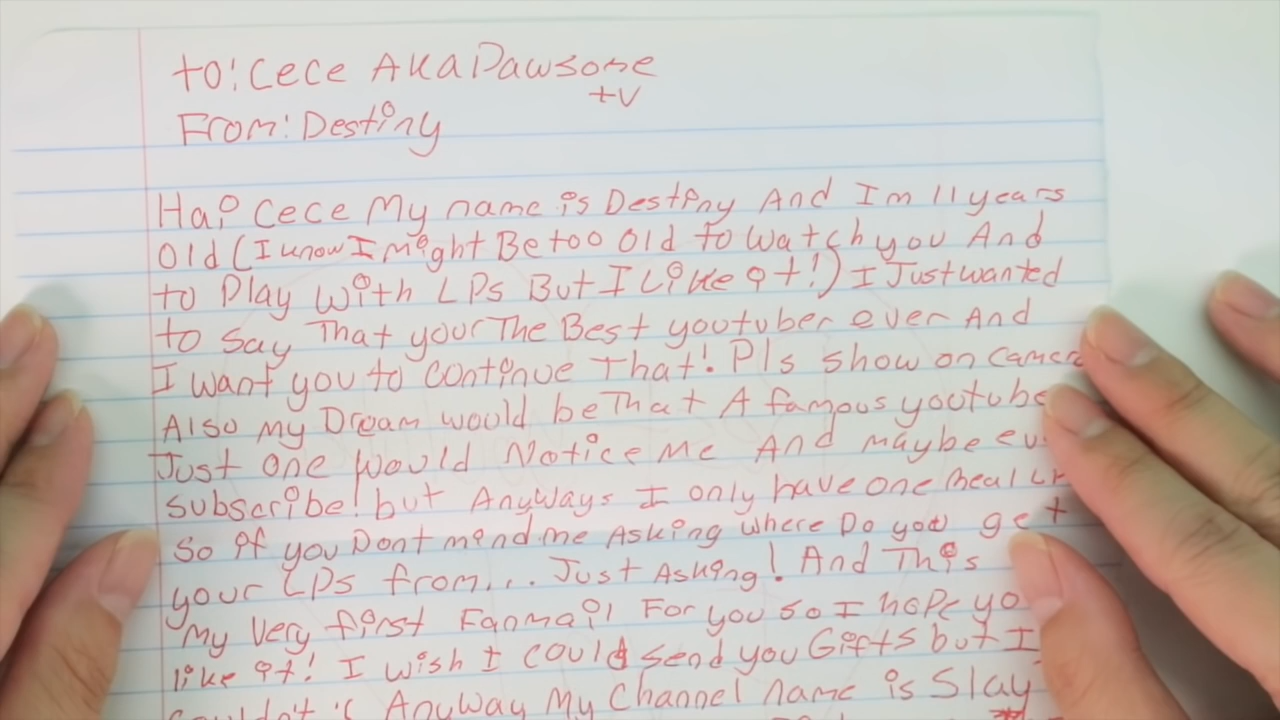 to: Cece AKA Pawsome
tv
From: Destiny
Hai Cece My name is Destiny And Im 11 years
old (I know I might Be too old to watch you And
to Play with LPs But I Like it!) I Just wanted
to say That your The Best youtuber ever And
I want you to continue That! Pls show on camera
Also my Dream would be That A famous youtube
Just one would Notice Me And maybe
subscribe! but Anyways I only have one
So if you Dont mend me Asking where Do you get
your LPs from... Just Asking! And This
My Very first Fanmail For you so I hope yo
like it! I wish I could send you Gifts but I
Anyway My Channel name is Slay